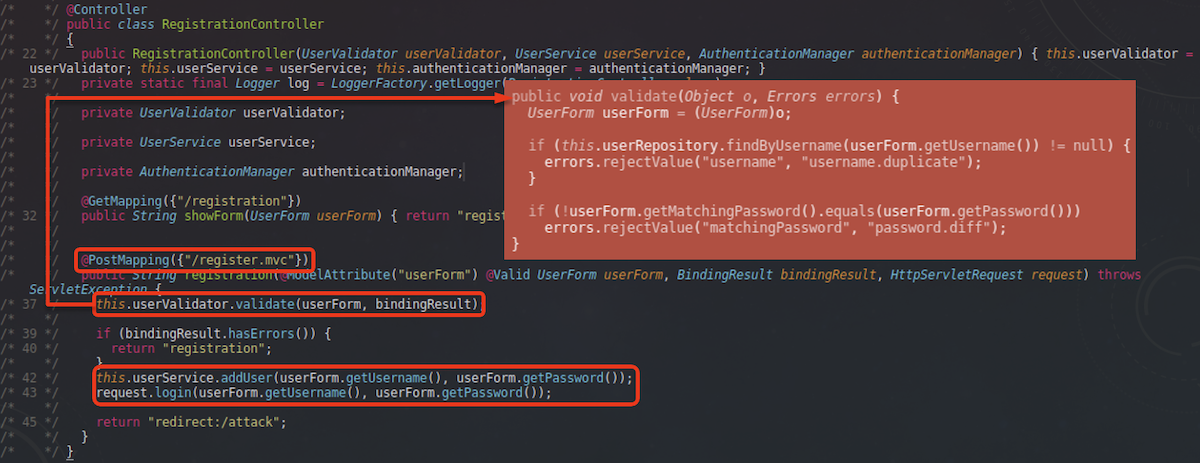 /*    */ @Controller
/*    */ public class RegistrationController
/*    */ {
/* 22 */   public RegistrationController(UserValidator userValidator, UserService userService, AuthenticationManager authenticationManager) { this.userValidator =
userValidator; this.userService = userService; this.authenticationManager = authenticationManager; }
/* 23 */   private static final Logger log = LoggerFactory.getLogger(
/*    */
/*    */   private UserValidator userValidator;
/*    */
/*    */   private UserService userService;
/*    */
/*    */   private AuthenticationManager authenticationManager;
/*    */
/*    */   @GetMapping({"/registration"})
/* 32 */   public String showForm(UserForm userForm) { return "regist
/*    */
/*    */
/*    */   @PostMapping({"/register.mvc"})
/*    */   public String registration(@ModelAttribute("userForm") @Valid UserForm userForm, BindingResult bindingResult, HttpServletRequest request) throws
ServletException {
/* 37 */     this.userValidator.validate(userForm, bindingResult)
/*    */
/* 39 */     if (bindingResult.hasErrors()) {
/* 40 */       return "registration";
/*    */     }
/* 42 */     this.userService.addUser(userForm.getUsername(), userForm.getPassword());
/* 43 */     request.login(userForm.getUsername(), userForm.getPassword());
/*    */
/* 45 */     return "redirect:/attack";
/*    */   }
/*    */ }
public void validate(Object o, Errors errors) {
  UserForm userForm = (UserForm)o;
  if (this.userRepository.findByUsername(userForm.getUsername()) != null) {
    errors.rejectValue("username", "username.duplicate");
  }
  if (!userForm.getMatchingPassword().equals(userForm.getPassword()))
    errors.rejectValue("matchingPassword", "password.diff");
}